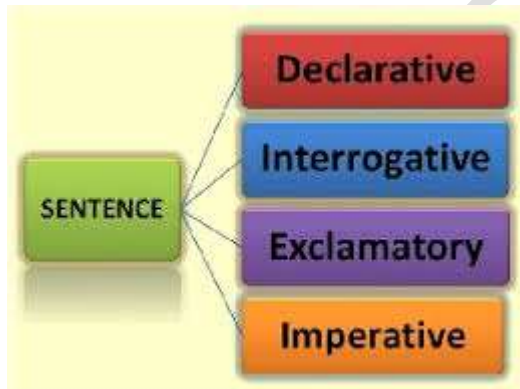 Declarative
Interrogative
SENTENCE
Exclamatory
Imperative